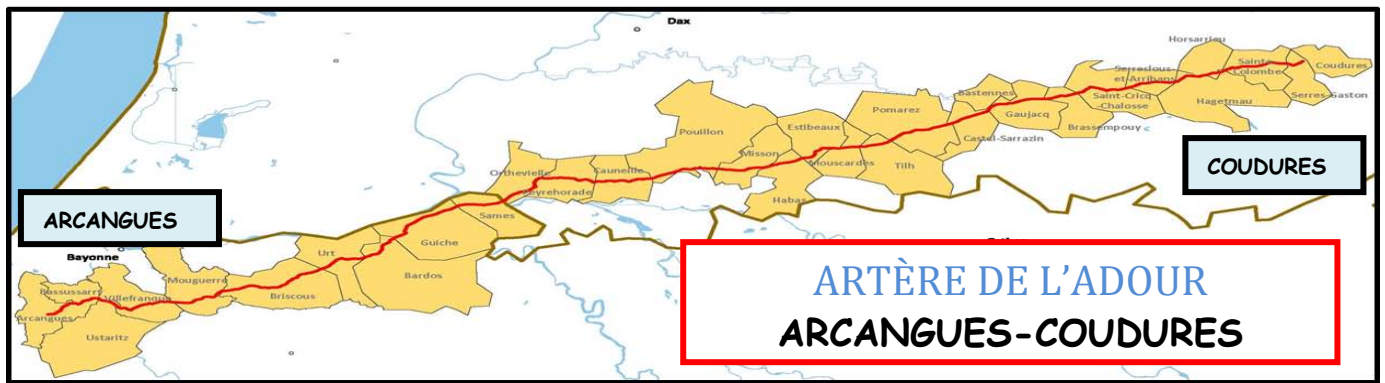 Dax
Horsarrieu
Sainte
Colombe
Coudures
Serreslous-
et-Arribans
Bastennes
Saint-Cricq
-Chalosse
Hagetmau
Serres-Gaston
Pomarez
Gaujacq
Brassempouy
Pouillon
Estibeaux
Castel-Sarrazin
Misson
Mouscardès
Tilh
Orthevielle
Cauneille
Peyrehorade
Habas
COUDURES
ARCANGUES
Sames
Guiche
Urt
Bardos
Bayonne
Mouguerre
Briscous
Bassussarry
Villefranque
Arcangues
Ustaritz
ARTÈRE DE L'ADOUR
ARCANGUES-COUDURES